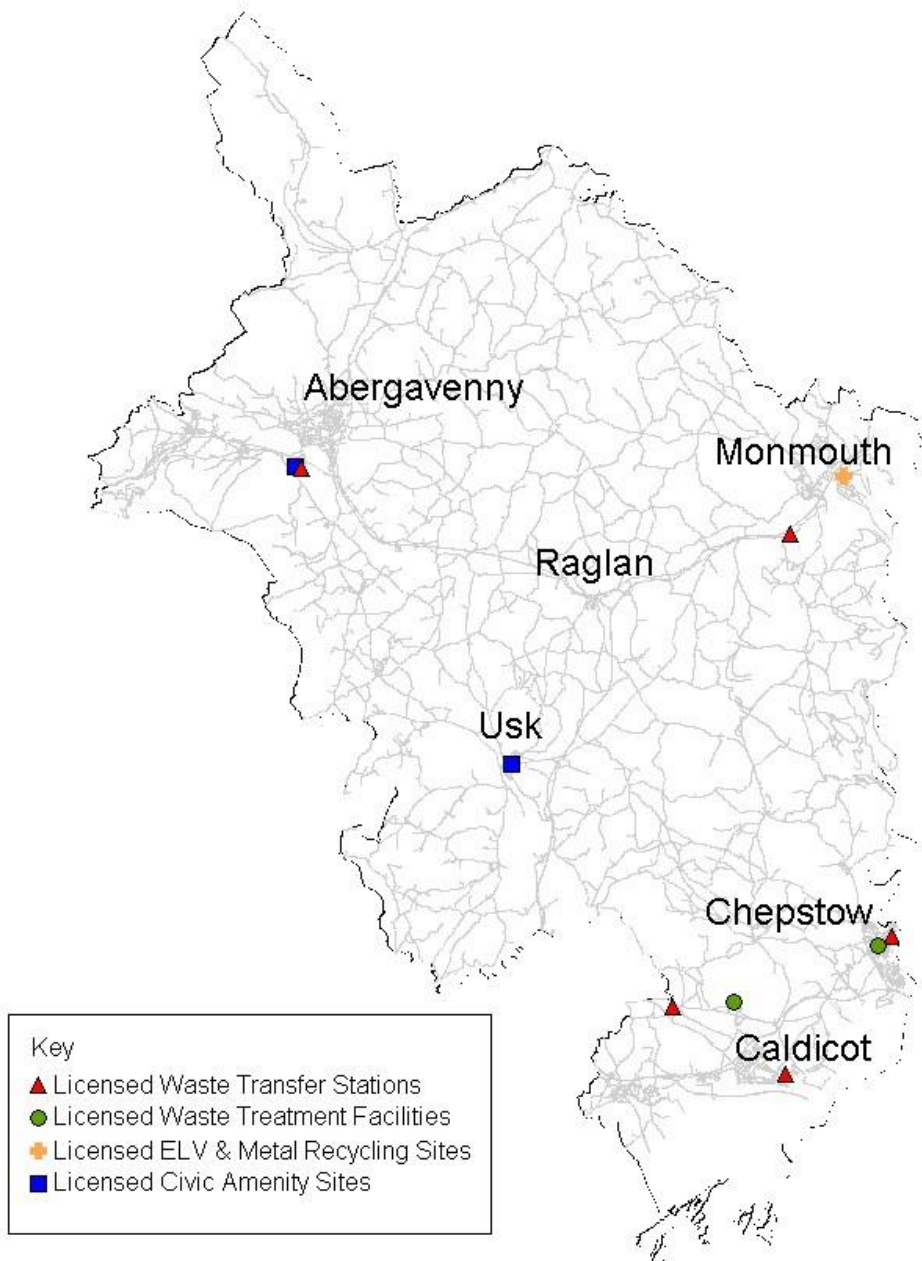 Abergavenny
Monmouth
Raglan
Usk
Chepstow
Caldicot
Key
Licensed Waste Transfer Stations
Licensed Waste Treatment Facilities
Licensed ELV & Metal Recycling Sites
Licensed Civic Amenity Sites